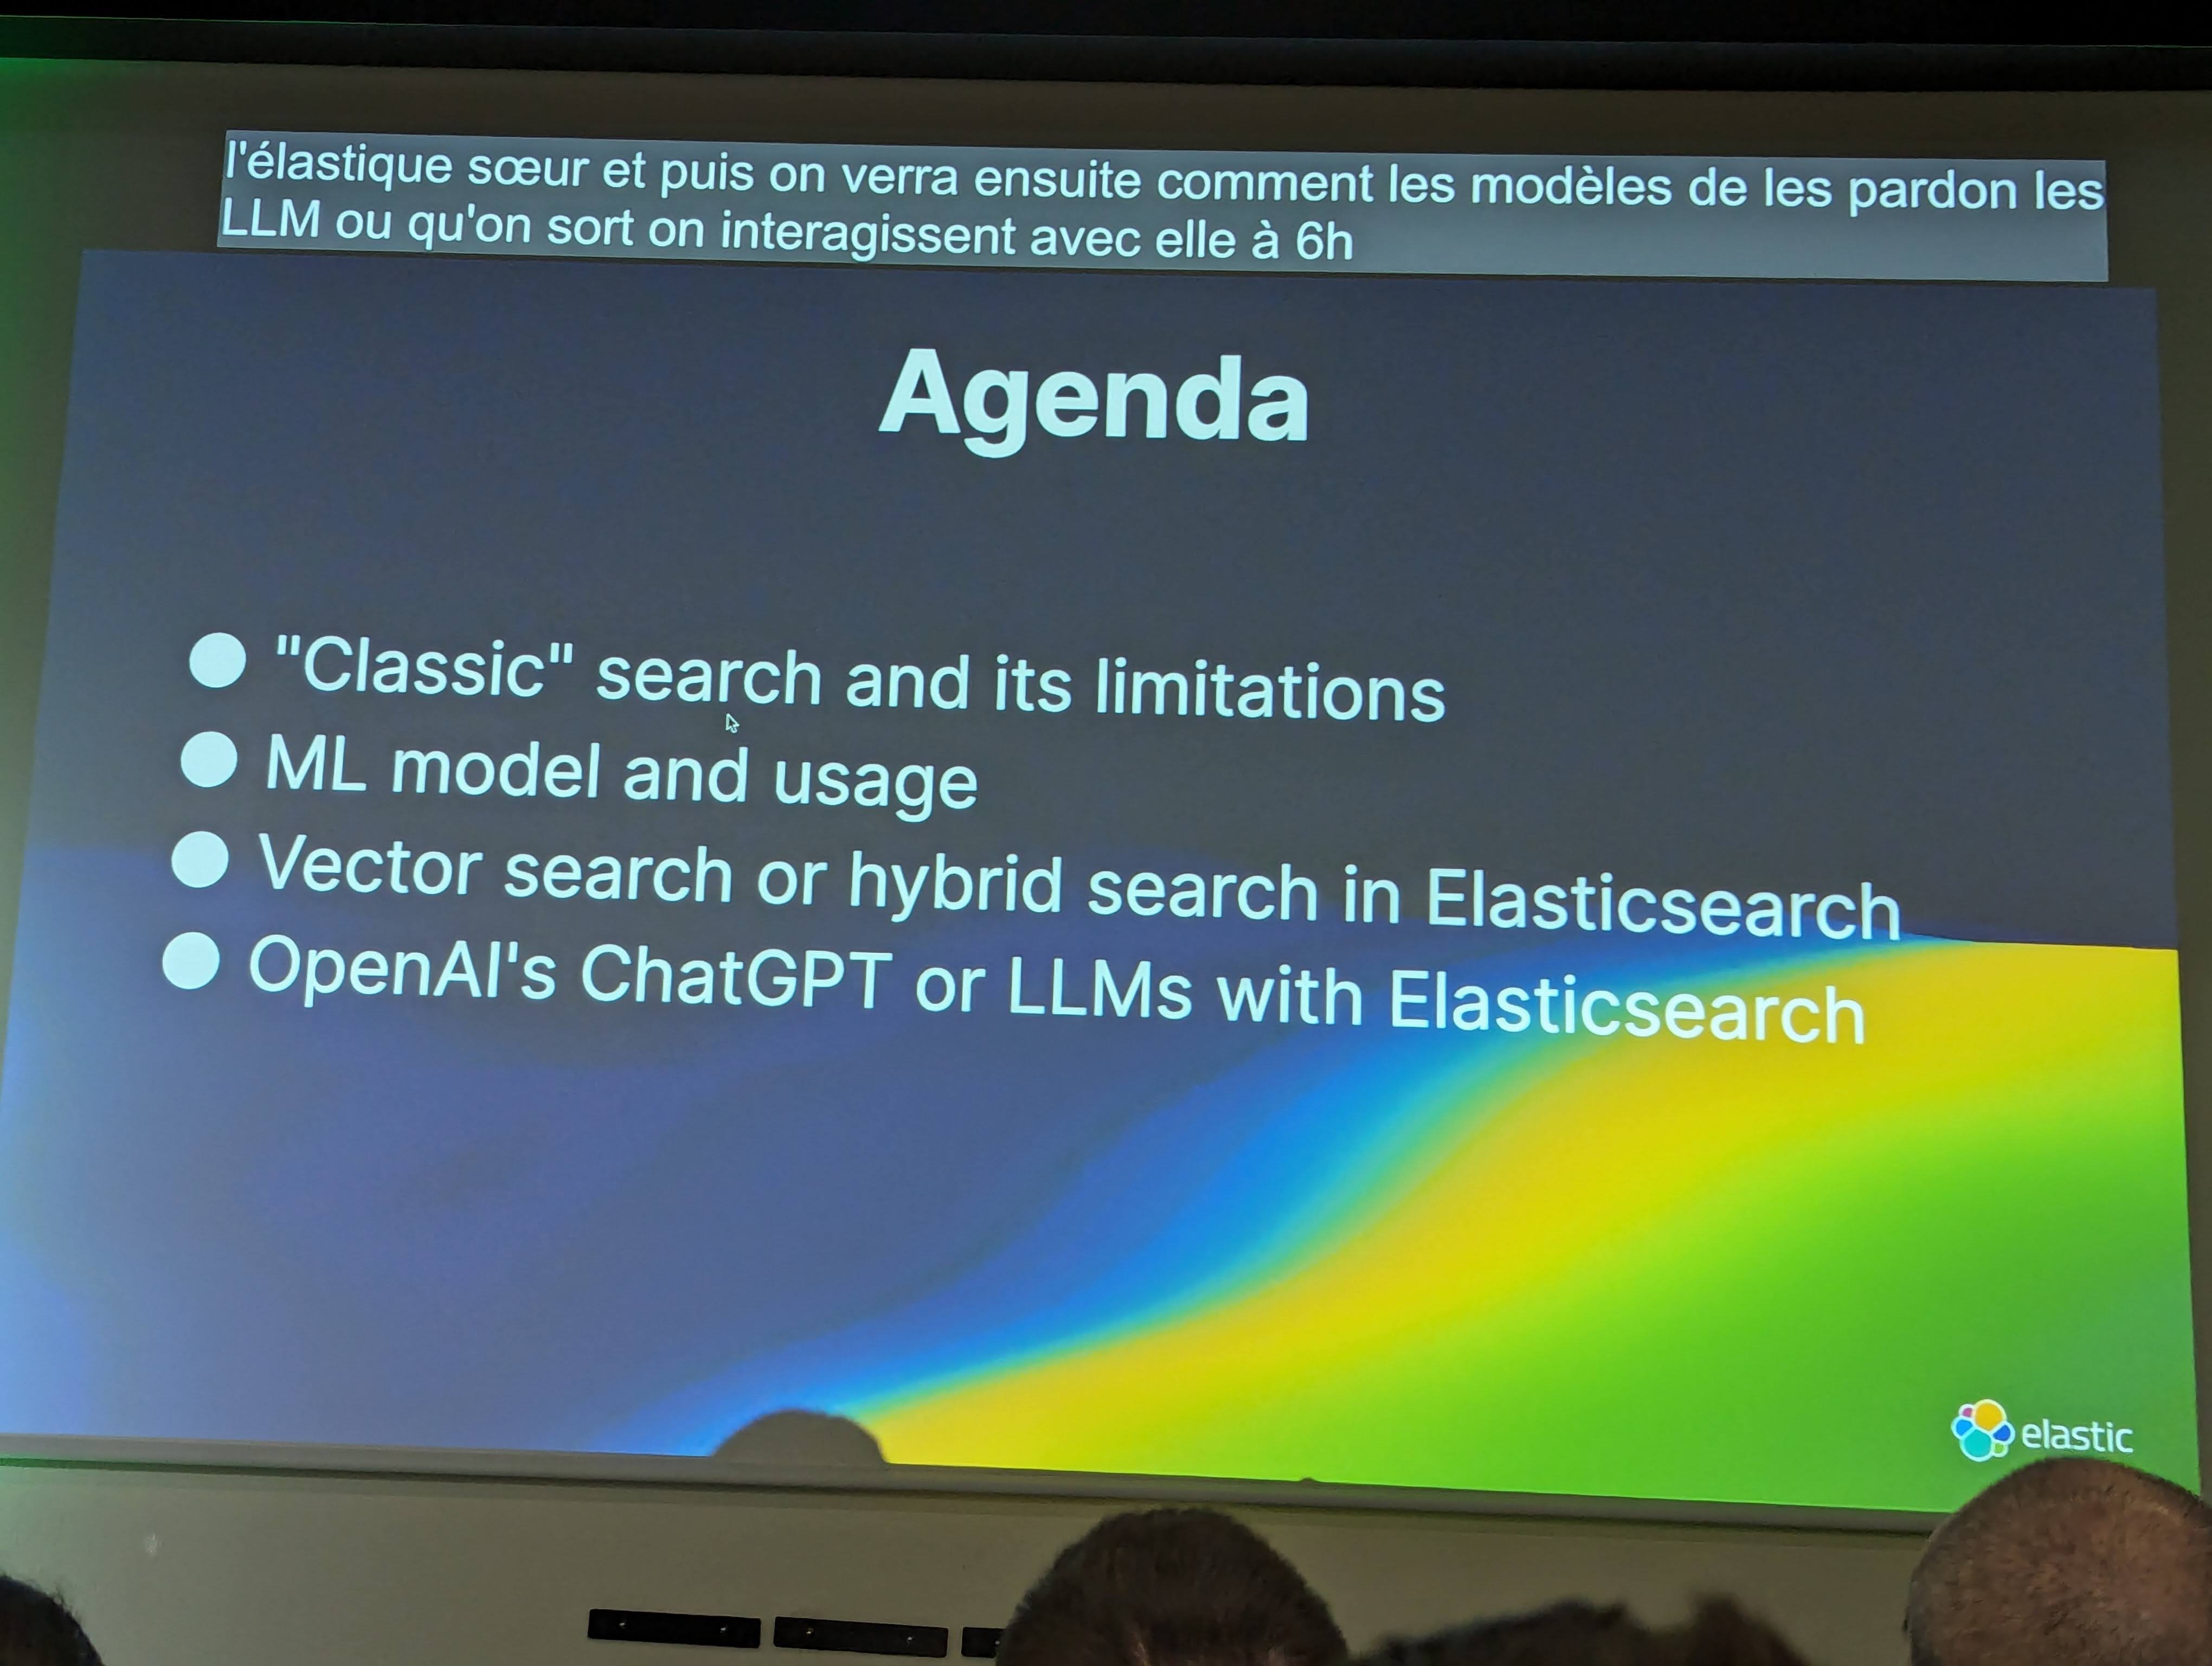 l'élastique sœur et puis on verra ensuite comment les modèles de les pardon les
LLM ou qu'on sort on interagissent avec elle à 6h
Agenda
● "Classic" search and its limitations
● ML model and usage
● Vector search or hybrid search in Elasticsearch
● OpenAI's ChatGPT or LLMs with Elasticsearch
elastic